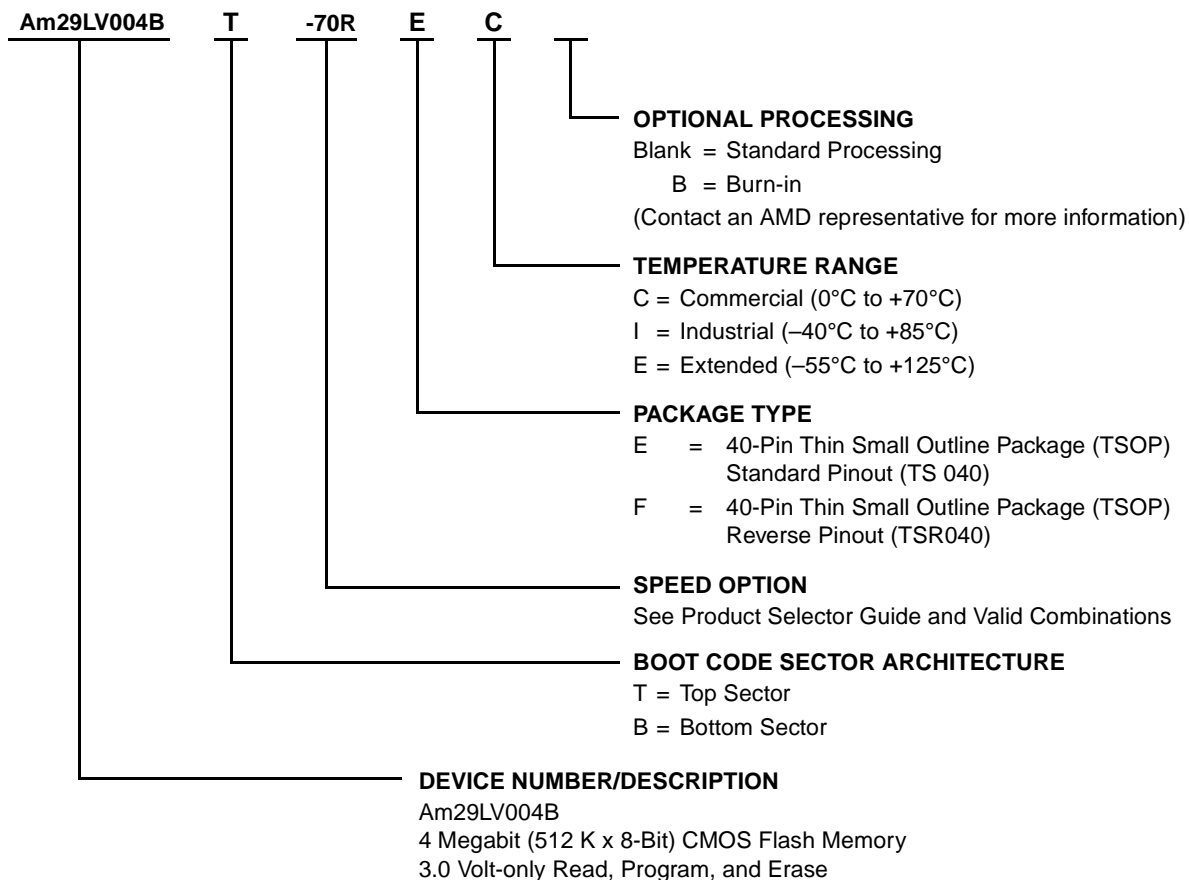 Am29LV004B T -70R E C
OPTIONAL PROCESSING
Blank = Standard Processing
B = Burn-in
(Contact an AMD representative for more information)
TEMPERATURE RANGE
C = Commercial (0°C to +70°C)
I = Industrial (–40°C to +85°C)
E = Extended (–55°C to +125°C)
PACKAGE TYPE
E = 40-Pin Thin Small Outline Package (TSOP)
Standard Pinout (TS 040)
F = 40-Pin Thin Small Outline Package (TSOP)
Reverse Pinout (TSR040)
SPEED OPTION
See Product Selector Guide and Valid Combinations
BOOT CODE SECTOR ARCHITECTURE
T = Top Sector
B = Bottom Sector
DEVICE NUMBER/DESCRIPTION
Am29LV004B
4 Megabit (512 K x 8-Bit) CMOS Flash Memory
3.0 Volt-only Read, Program, and Erase